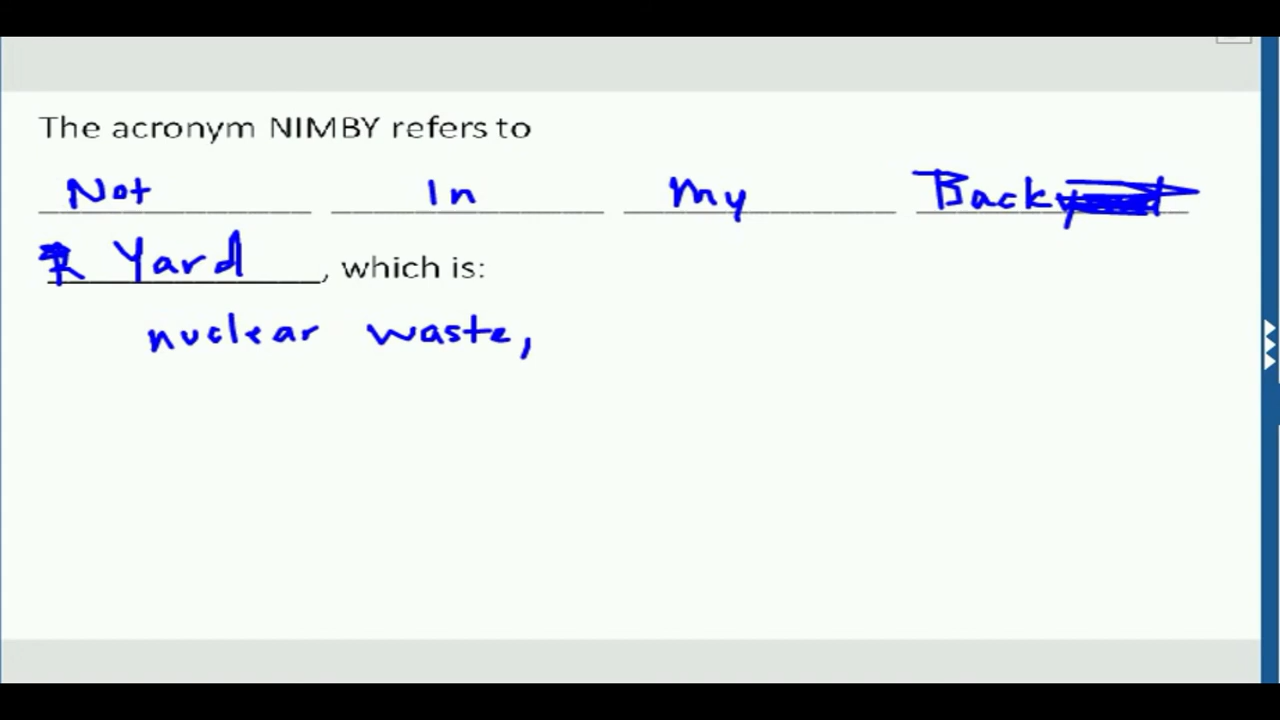 The acronym NIMBY refers to
Not In My Back
Yard, which is:
nuclear waste,